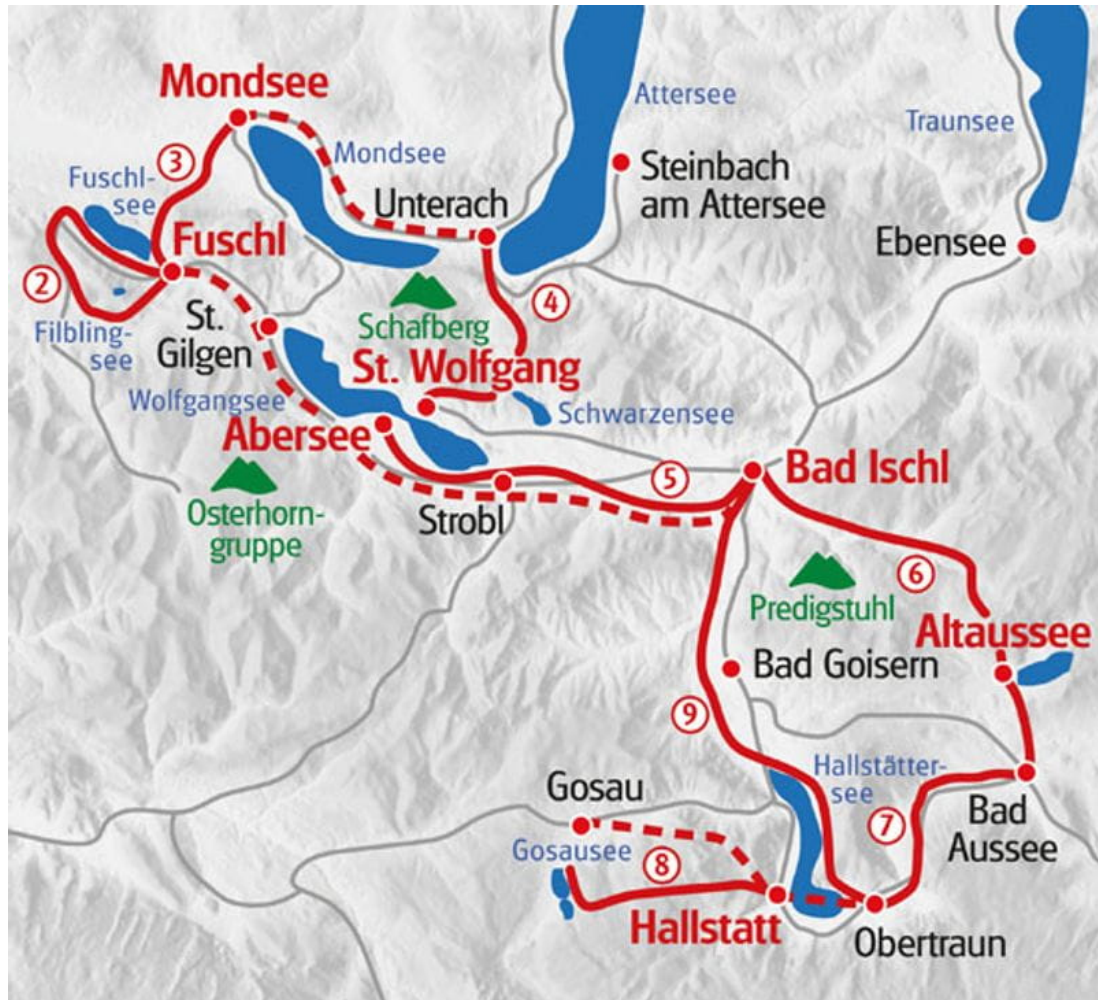 Mondsee
Attersee
Traunsee
③
Mondsee
Fuschl-
see
Steinbach
am Attersee
Unterach
Fuschl
Ebensee
②
④
St.
Gilgen
Schafberg
Filbling-
see
St. Wolfgang
Wolfgangsee
Schwarzensee
Abersee
Bad Ischl
⑤
Osterhorn-
gruppe
Strobl
⑥
Predigstuhl
Altaussee
Bad Goisern
⑨
Hallstätter-
see
Gosau
⑦
Bad
Aussee
Gosausee
⑧
Hallstatt
Obertraun